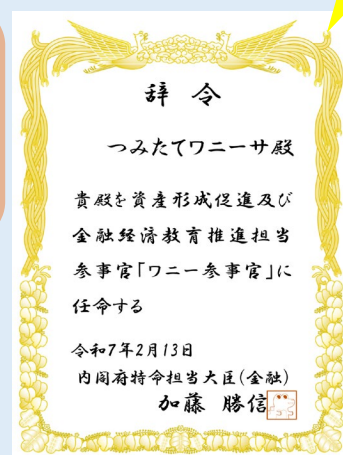 辞令
つみたてワニーサ殿
貴殿を資産形成促進及び
金融経済教育推進担当
参事官「ワニー参事官」に
任命する
令和7年2月13日
内閣府特命担当大臣(金融)
加藤 勝信